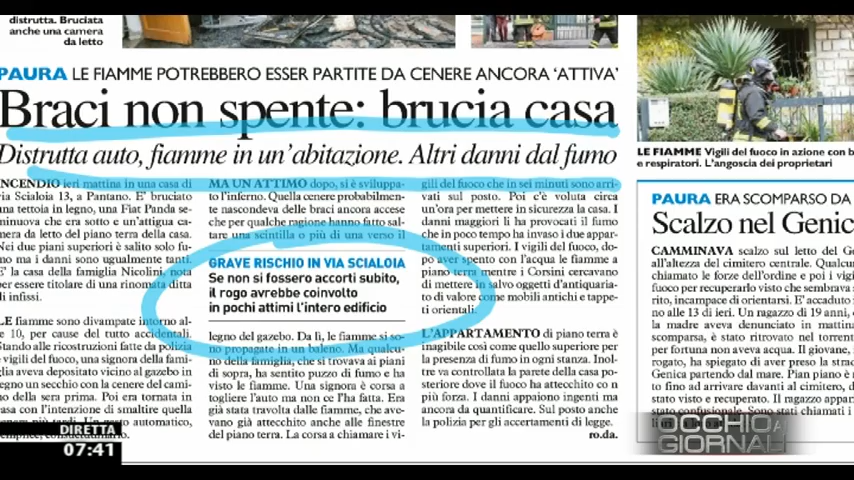 distrutta. Bruciata
anche una camera
da letto
PAURA LE FIAMME POTREBBERO ESSER PARTITE DA CENERE ANCORA ‘ATTIVA’
Braci non spente: brucia casa
Distrutta auto, fiamme in un’abitazione. Altri danni dal fumo
INCENDIO ieri mattina in una casa di
via Scialoia 13, a Pantano. E’ bruciato
una tettoia in legno, una Fiat Panda se-
minuova che era sotto e un’attigua ca-
mera da letto del piano terra della casa.
Nei due piani superiori è salito solo fu-
mo ma i danni sono ugualmente tanti.
E’ la casa della famiglia Nicolini, nota
per essere titolare di una rinomata ditta
di infissi.
LE fiamme sono divampate intorno al-
le 10, per cause del tutto accidentali.
Stando alle ricostruzioni fatte da polizia
e vigili del fuoco, una signora della fami-
glia aveva depositato vicino al gazebo in
legno un secchio con la cenere del cami-
no della sera prima. Poi era tornata in
casa con l’intenzione di smaltire quella
automatico,
MA UN ATTIMO dopo, si è sviluppa-
to l’inferno. Quella cenere probabilmen-
te nascondeva delle braci ancora accese
che per qualche ragione hanno fatto sal-
tare una scintilla o più di una verso il
GRAVE RISCHIO IN VIA SCIALOIA
Se non si fossero accorti subito,
il rogo avrebbe coinvolto
in pochi attimi l’intero edificio
legno del gazebo. Da lì, le fiamme si so-
no propagate in un baleno. Ma qualcu-
no della famiglia, che si trovava ai piani
di sopra, ha sentito puzzo di fumo e ha
visto le fiamme. Una signora è corsa a
togliere l’auto ma non ce l’ha fatta. Era
già stata travolta dalle fiamme, che ave-
vano già attecchito anche alle finestre
del piano terra. La corsa a chiamare i vi-
gili del fuoco che in sei minuti sono arri-
vati sul posto. Poi c’è voluta circa
un’ora per mettere in sicurezza la casa. I
danni maggiori li ha provocati il fumo
che in poco tempo ha invaso i due appar-
tamenti superiori. I vigili del fuoco, do-
po aver spento con l’acqua le fiamme a
piano terra mentre i Corsini cercavano
di mettere in salvo oggetti d’antiquaria-
to di valore come mobili antichi e tappe-
ti orientali.
L’APPARTAMENTO di piano terra è
inagibile così come quello superiore per
la presenza di fumo in ogni stanza. Inol-
tre va controllata la parete della casa po-
steriore dove il fuoco ha attecchito co n
più forza. I danni appaiono ingenti ma
ancora da quantificare. Sul posto anche
la polizia per gli accertamenti di legge.
ro.da.
LE FIAMME Vigili del fuoco in azione con b
e respiratori. L’angoscia dei proprietari
PAURA ERA SCOMPARSO DA
Scalzo nel Genica
CAMMINAVA scalzo sul letto del Ge
all’altezza del cimitero centrale. Qualcu
chiamato le forze dell’ordine e poi i vigi
fuoco per recuperarlo visto che sembrava s
rito, incampace di orientarsi. E’ accaduto i
no alle 13 di ieri. Un ragazzo di 19 anni, c
la madre aveva denunciato in mattina
scomparsa, è stato ritrovato nel torrent
per fortuna non aveva acqua. Il giovane,
rogato, ha spiegato di aver preso la strac
Genica partendo dal mare. Pian piano è
to fino ad arrivare davanti al cimitero, d
stato visto e recuperato. Il ragazzo appari
stato confusionale. Sono stati chiamati i
DIRETTA
07:41
OCCHIO AI
GIORNALI